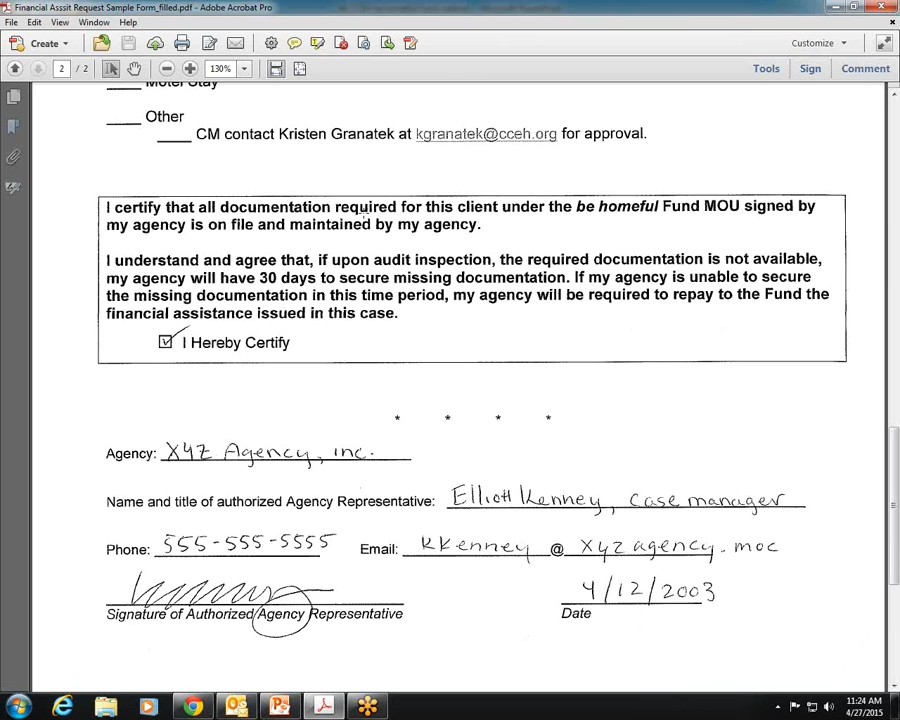 Financial Asssit Request Sample Form_filled.pdf - Adobe Acrobat Pro
File Edit View Window Help
Create Customize
2 / 2 130% Tools Sign Comment
Motel Stay
Other
CM contact Kristen Granatek at kgranatek@cceh.org for approval.
I certify that all documentation required for this client under the be homeful Fund MOU signed by
my agency is on file and maintained by my agency.
I understand and agree that, if upon audit inspection, the required documentation is not available,
my agency will have 30 days to secure missing documentation. If my agency is unable to secure
the missing documentation in this time period, my agency will be required to repay to the Fund the
financial assistance issued in this case.
I Hereby Certify
* * * *
Agency: XYZ Agency, inc.
Name and title of authorized Agency Representative: Elliott Kenney, case manager
Phone: 555-555-5555 Email: KKenney @ xyzagency.moc
4/12/2003
Signature of Authorized Agency Representative Date
11:24 AM
4/27/2015